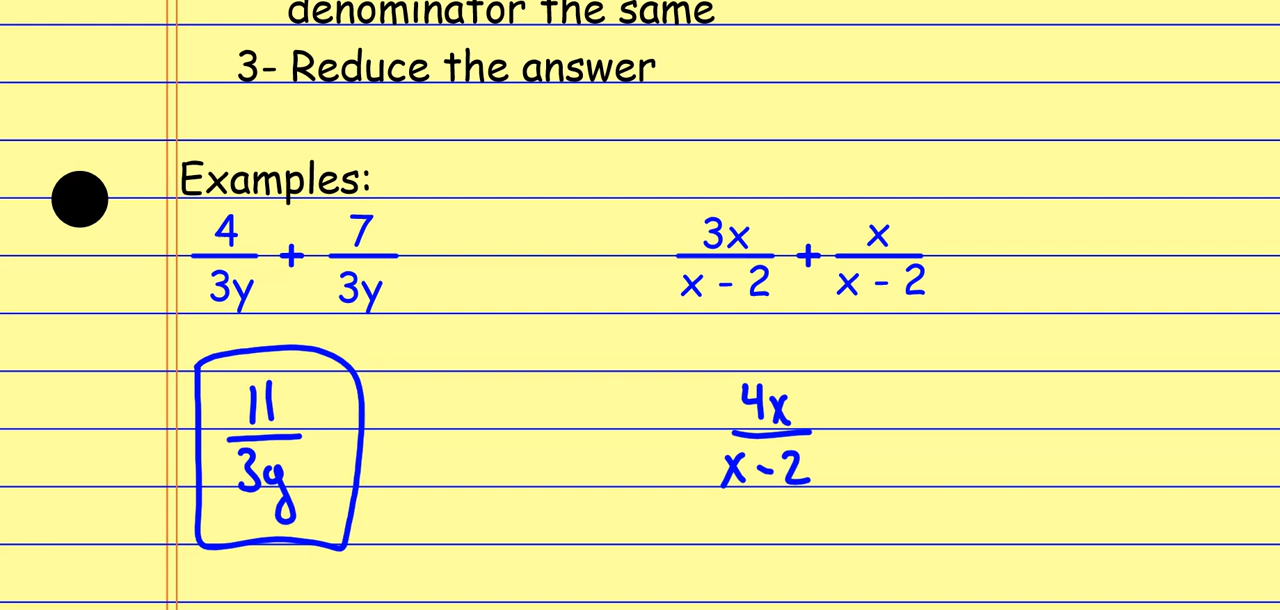 denominator the same
3- Reduce the answer
Examples:
4/3y + 7/3y
3x/x - 2 + x/x - 2
11/3y
4x/x - 2